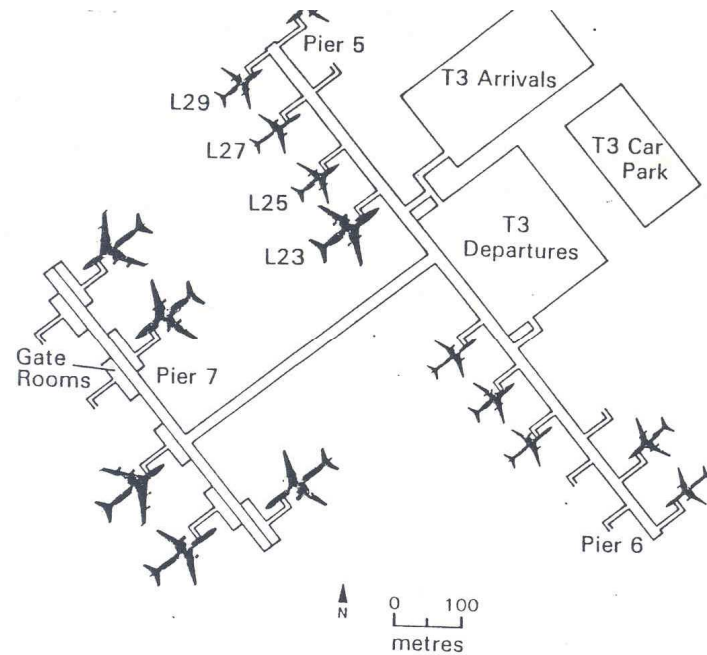 Pier 5
T3 Arrivals
L29
T3 Car
Park
L27
L25
T3
Departures
L23
Gate
Rooms
Pier 7
Pier 6
N
0 100
metres